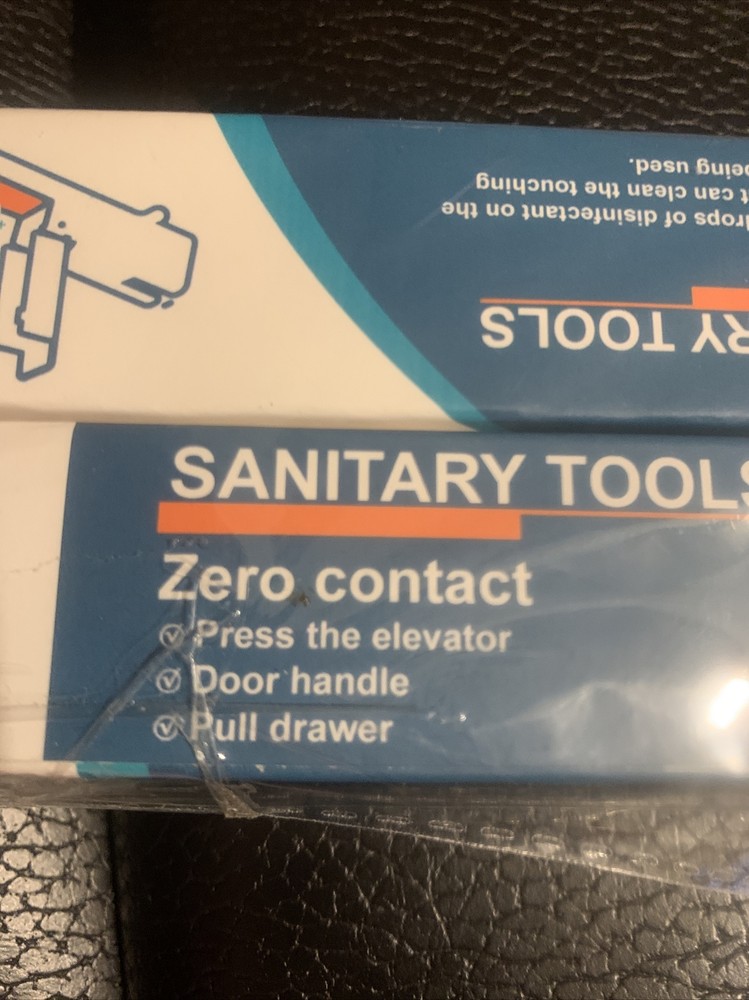 RY TOOLS
drops of disinfectant on the
t can clean the touching
being used.
SANITARY TOOLS
Zero contact
Press the elevator
Door handle
Pull drawer